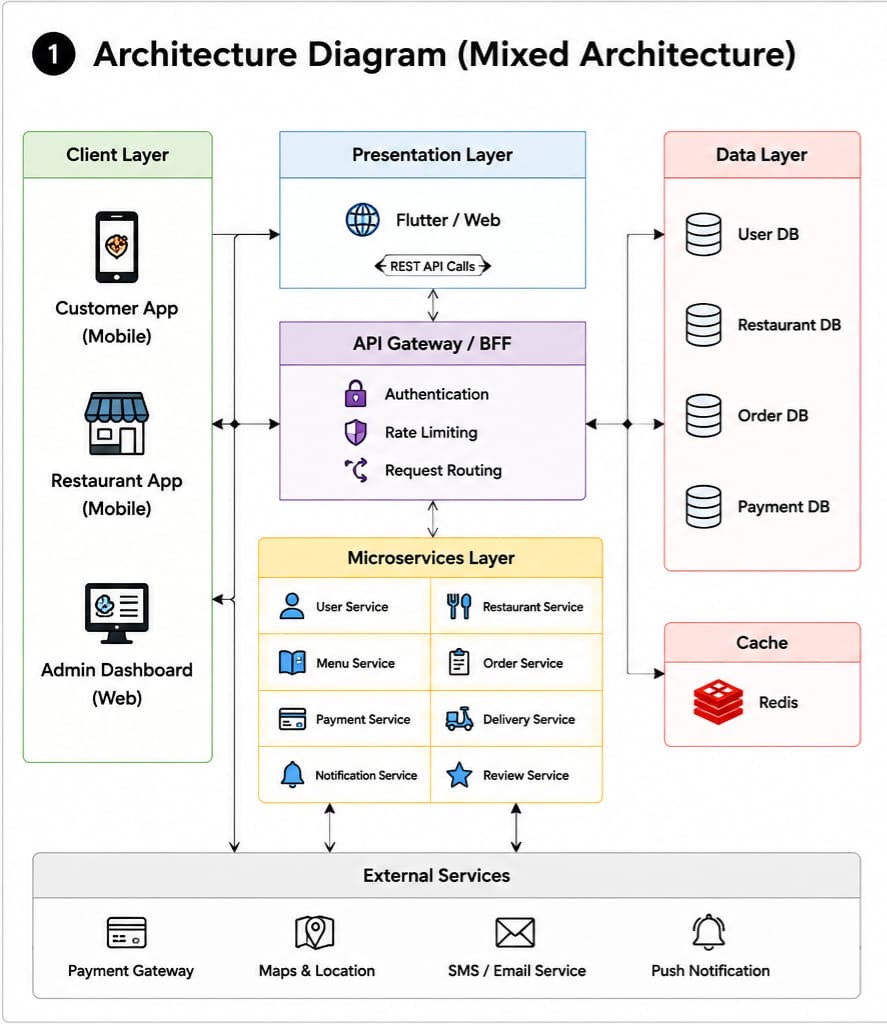 1 Architecture Diagram (Mixed Architecture)
Client Layer
Customer App
(Mobile)
Restaurant App
(Mobile)
Admin Dashboard
(Web)
Presentation Layer
Flutter / Web
REST API Calls
API Gateway / BFF
Authentication
Rate Limiting
Request Routing
Microservices Layer
User Service
Restaurant Service
Menu Service
Order Service
Payment Service
Delivery Service
Notification Service
Review Service
Data Layer
User DB
Restaurant DB
Order DB
Payment DB
Cache
Redis
External Services
Payment Gateway
Maps & Location
SMS / Email Service
Push Notification